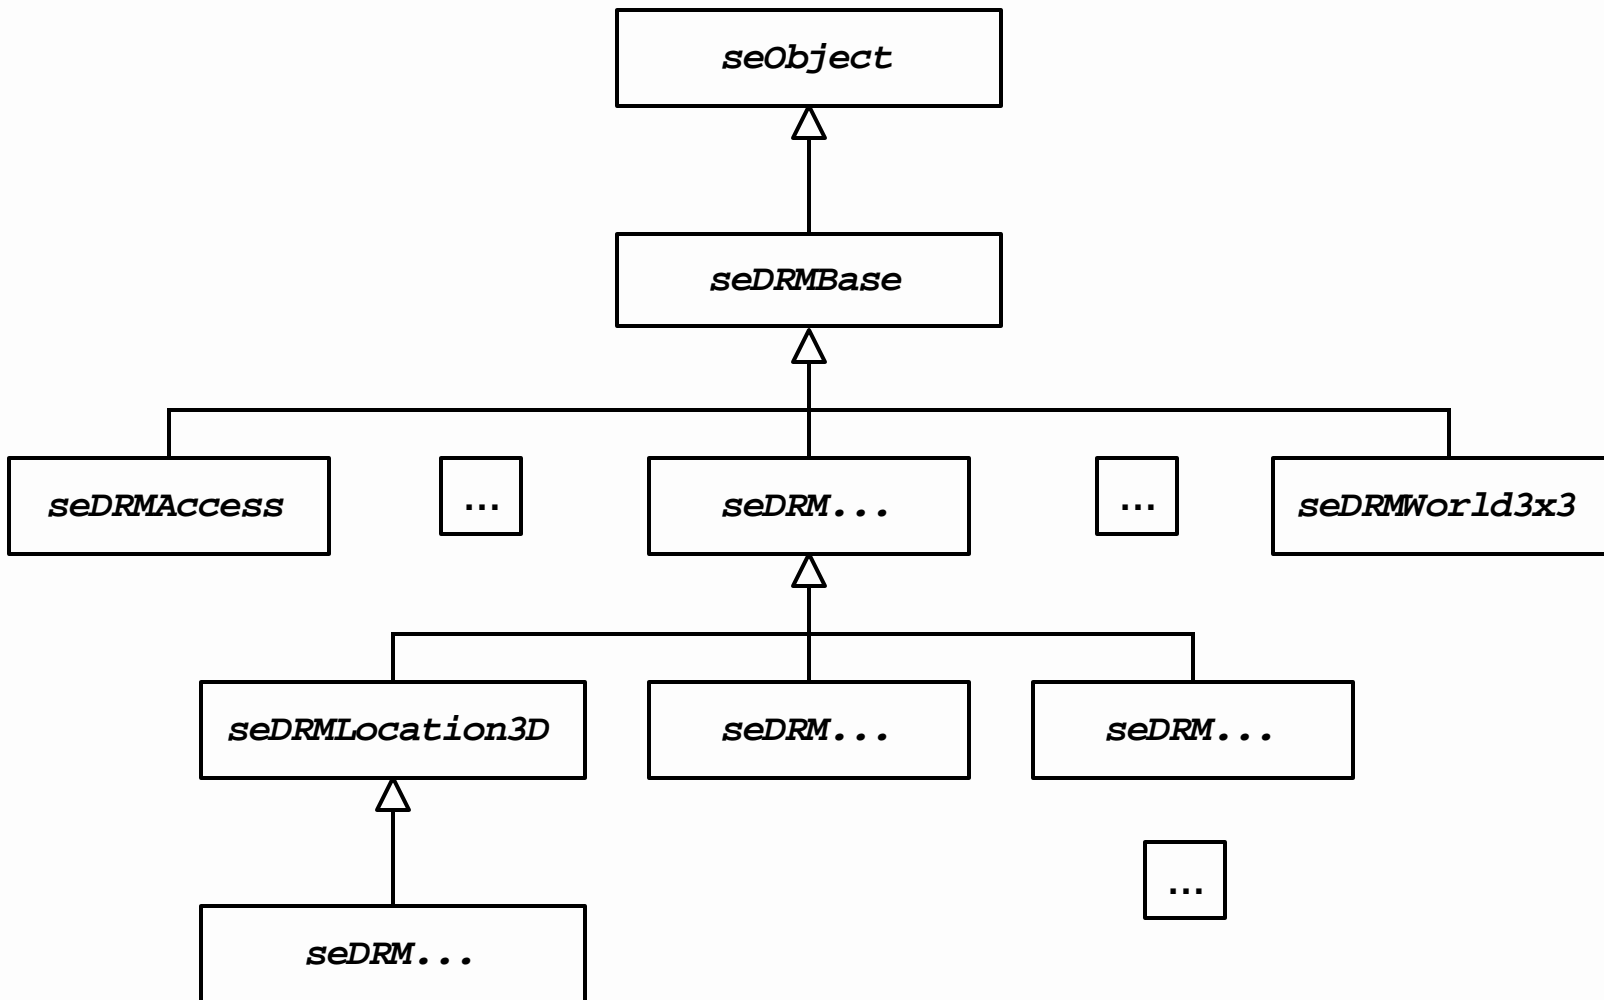 seObject
seDRMBase
seDRMAccess
...
seDRM...
...
seDRMWorld3x3
seDRMLocation3D
seDRM...
seDRM...
...
seDRM...